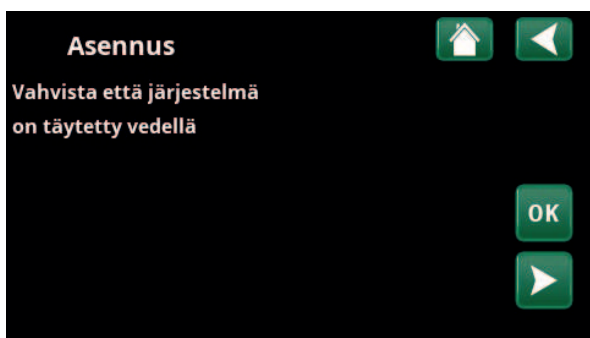 Asennus
Vahvista että järjestelmä
on täytetty vedellä
OK